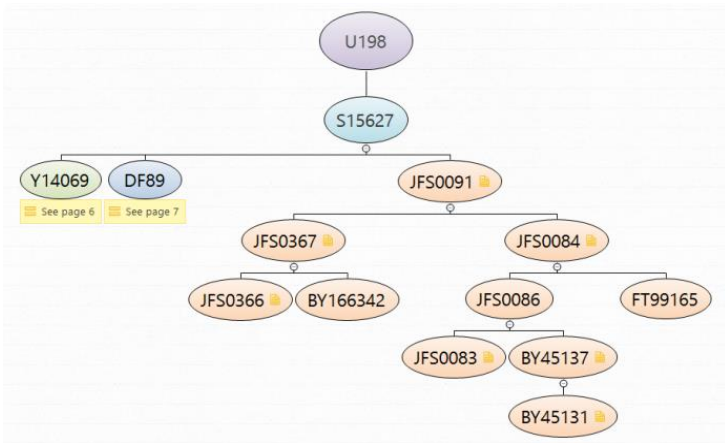 U198
S15627
Y14069 DF89 JFS0091
See page 6 See page 7
JFS0367 JFS0084
JFS0366 BY166342 JFS0086 FT99165
JFS0083 BY45137
BY45131